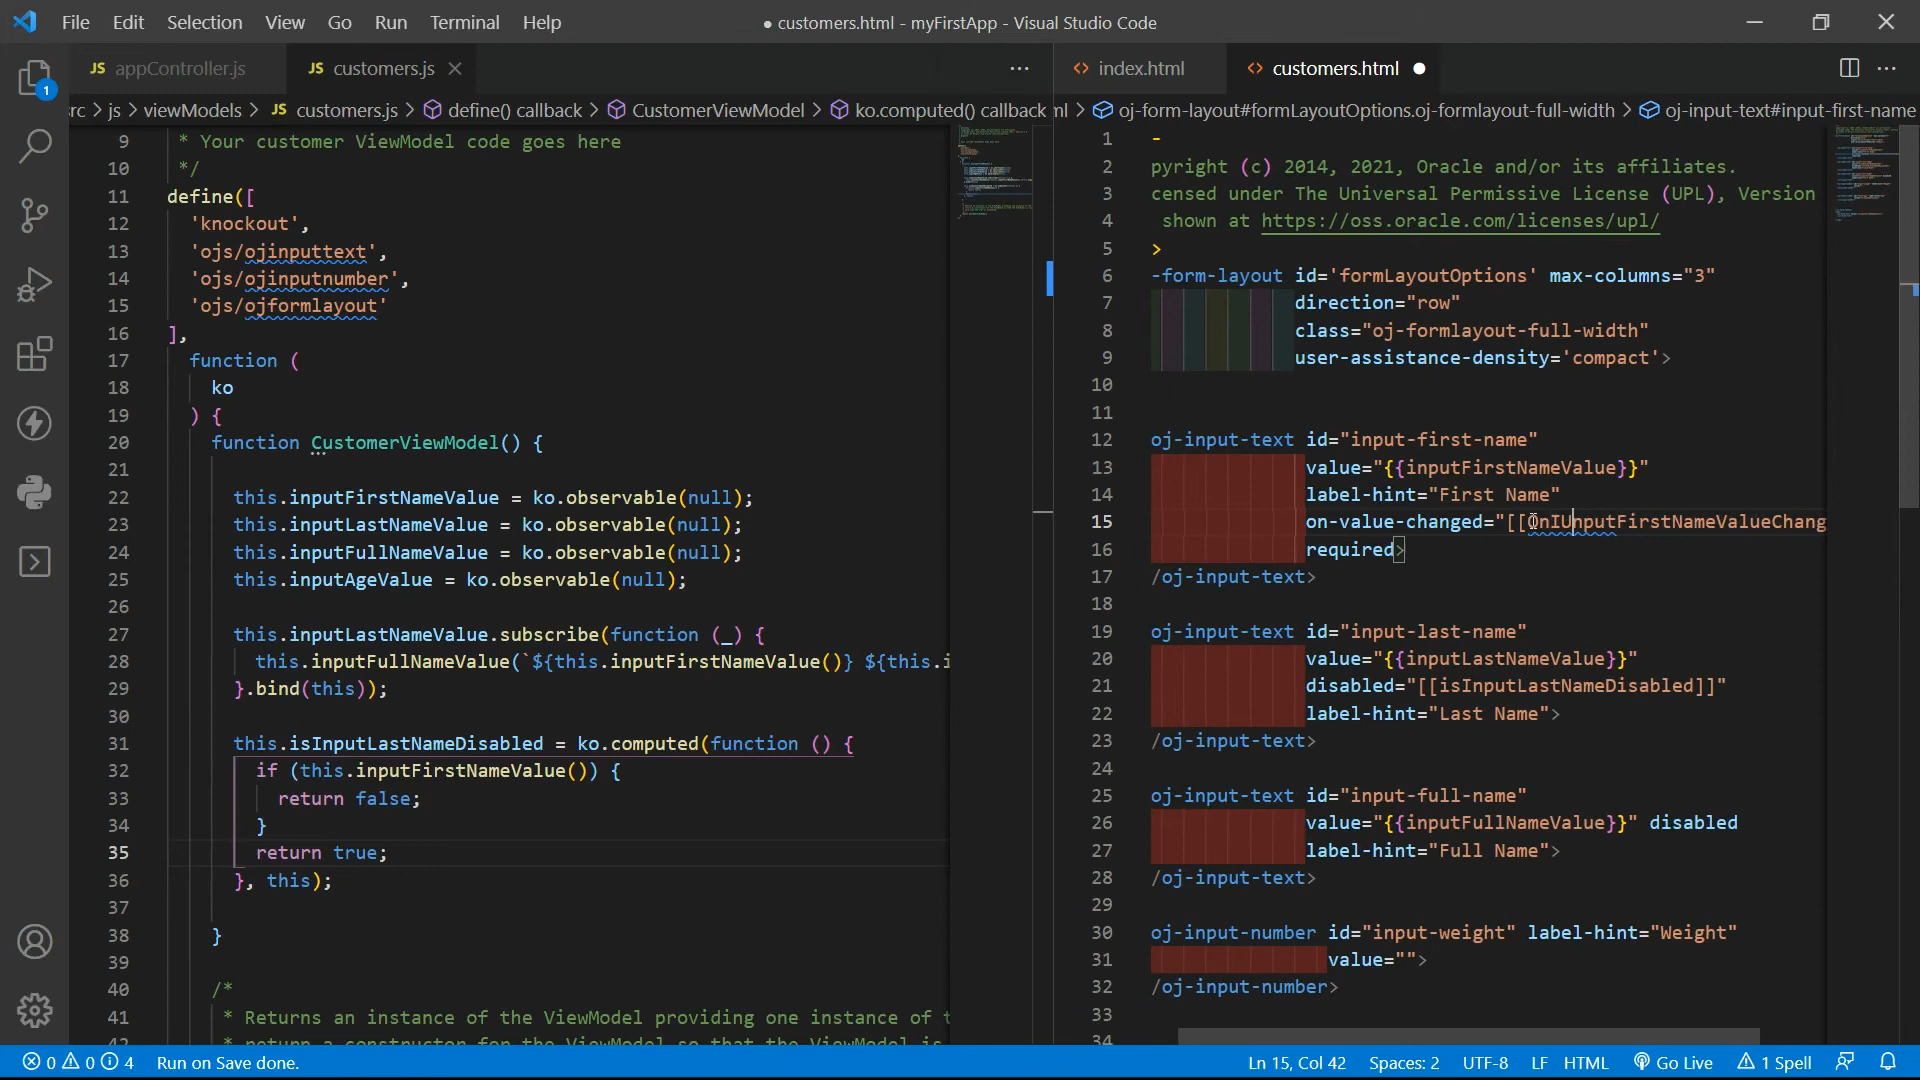 File Edit Selection View Go Run Terminal Help
● customers.html - myFirstApp - Visual Studio Code
JS appController.js
JS customers.js
index.html
customers.html
rc > js > viewModels > JS customers.js > define() callback > CustomerViewModel > ko.computed() callback
ml > oj-form-layout#formLayoutOptions.oj-formlayout-full-width > oj-input-text#input-first-name
1
9 * Your customer ViewModel code goes here
10 */
11 define([
12 'knockout',
13 'ojs/ojinputtext',
14 'ojs/ojinputnumber',
15 'ojs/ojformlayout'
16 ],
17 function (
18 ko
19 ) {
20 function CustomerViewModel() {
21
22 this.inputFirstNameValue = ko.observable(null);
23 this.inputLastNameValue = ko.observable(null);
24 this.inputFullNameValue = ko.observable(null);
25 this.inputAgeValue = ko.observable(null);
26
27 this.inputLastNameValue.subscribe(function (_) {
28 this.inputFullNameValue(`${this.inputFirstNameValue()} ${this.i
29 }.bind(this));
30
31 this.isInputLastNameDisabled = ko.computed(function () {
32 if (this.inputFirstNameValue()) {
33 return false;
34 }
35 return true;
36 }, this);
37
38 }
39
40 /*
41 * Returns an instance of the ViewModel providing one instance of t
42 * return a constructor for the ViewModel so that the ViewModel is
1 -
2 pyright (c) 2014, 2021, Oracle and/or its affiliates.
3 censed under The Universal Permissive License (UPL), Version
4 shown at https://oss.oracle.com/licenses/upl/
5 >
6 -form-layout id='formLayoutOptions' max-columns="3"
7 direction="row"
8 class="oj-formlayout-full-width"
9 user-assistance-density='compact'>
10
11
12 oj-input-text id="input-first-name"
13 value="{{inputFirstNameValue}}"
14 label-hint="First Name"
15 on-value-changed="[[OnIUnputFirstNameValueChang
16 required>
17 /oj-input-text>
18
19 oj-input-text id="input-last-name"
20 value="{{inputLastNameValue}}"
21 disabled="[[isInputLastNameDisabled]]"
22 label-hint="Last Name">
23 /oj-input-text>
24
25 oj-input-text id="input-full-name"
26 value="{{inputFullNameValue}}" disabled
27 label-hint="Full Name">
28 /oj-input-text>
29
30 oj-input-number id="input-weight" label-hint="Weight"
31 value="">
32 /oj-input-number>
33
34
0 0 4 Run on Save done.
Ln 15, Col 42 Spaces: 2 UTF-8 LF HTML Go Live 1 Spell